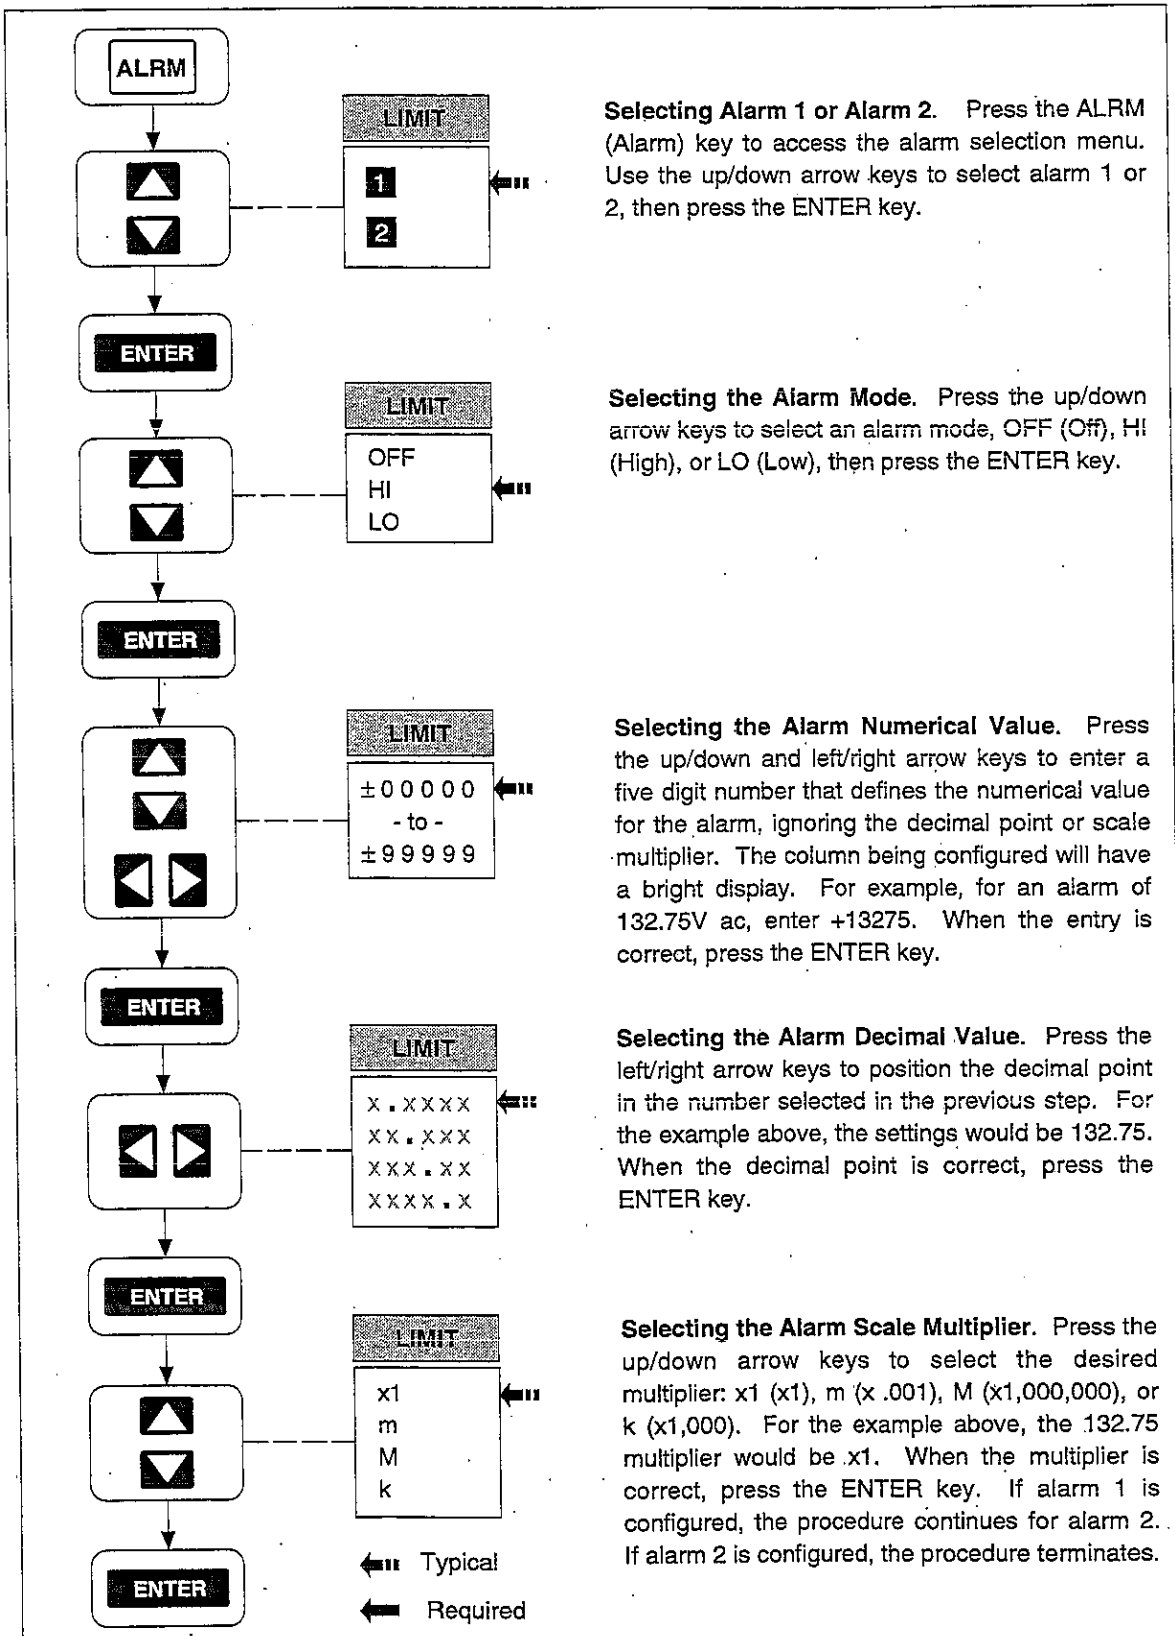 ALRM
LIMIT
1
2
Selecting Alarm 1 or Alarm 2. Press the ALRM
(Alarm) key to access the alarm selection menu.
Use the up/down arrow keys to select alarm 1 or
2, then press the ENTER key.
ENTER
LIMIT
OFF
HI
LO
Selecting the Alarm Mode. Press the up/down
arrow keys to select an alarm mode, OFF (Off), HI
(High), or LO (Low), then press the ENTER key.
ENTER
LIMIT
±00000
- to -
±99999
Selecting the Alarm Numerical Value. Press
the up/down and left/right arrow keys to enter a
five digit number that defines the numerical value
for the alarm, ignoring the decimal point or scale
multiplier. The column being configured will have
a bright display. For example, for an alarm of
132.75V ac, enter +13275. When the entry is
correct, press the ENTER key.
ENTER
LIMIT
X.XXXX
XX.XXX
XXX.XX
XXXX.X
Selecting the Alarm Decimal Value. Press the
left/right arrow keys to position the decimal point
in the number selected in the previous step. For
the example above, the settings would be 132.75.
When the decimal point is correct, press the
ENTER key.
ENTER
LIMIT
x1
m
M
k
Selecting the Alarm Scale Multiplier. Press the
up/down arrow keys to select the desired
multiplier: x1 (x1), m (x .001), M (x1,000,000), or
k (x1,000). For the example above, the 132.75
multiplier would be x1. When the multiplier is
correct, press the ENTER key. If alarm 1 is
configured, the procedure continues for alarm 2.
If alarm 2 is configured, the procedure terminates.
ENTER
Typical
Required